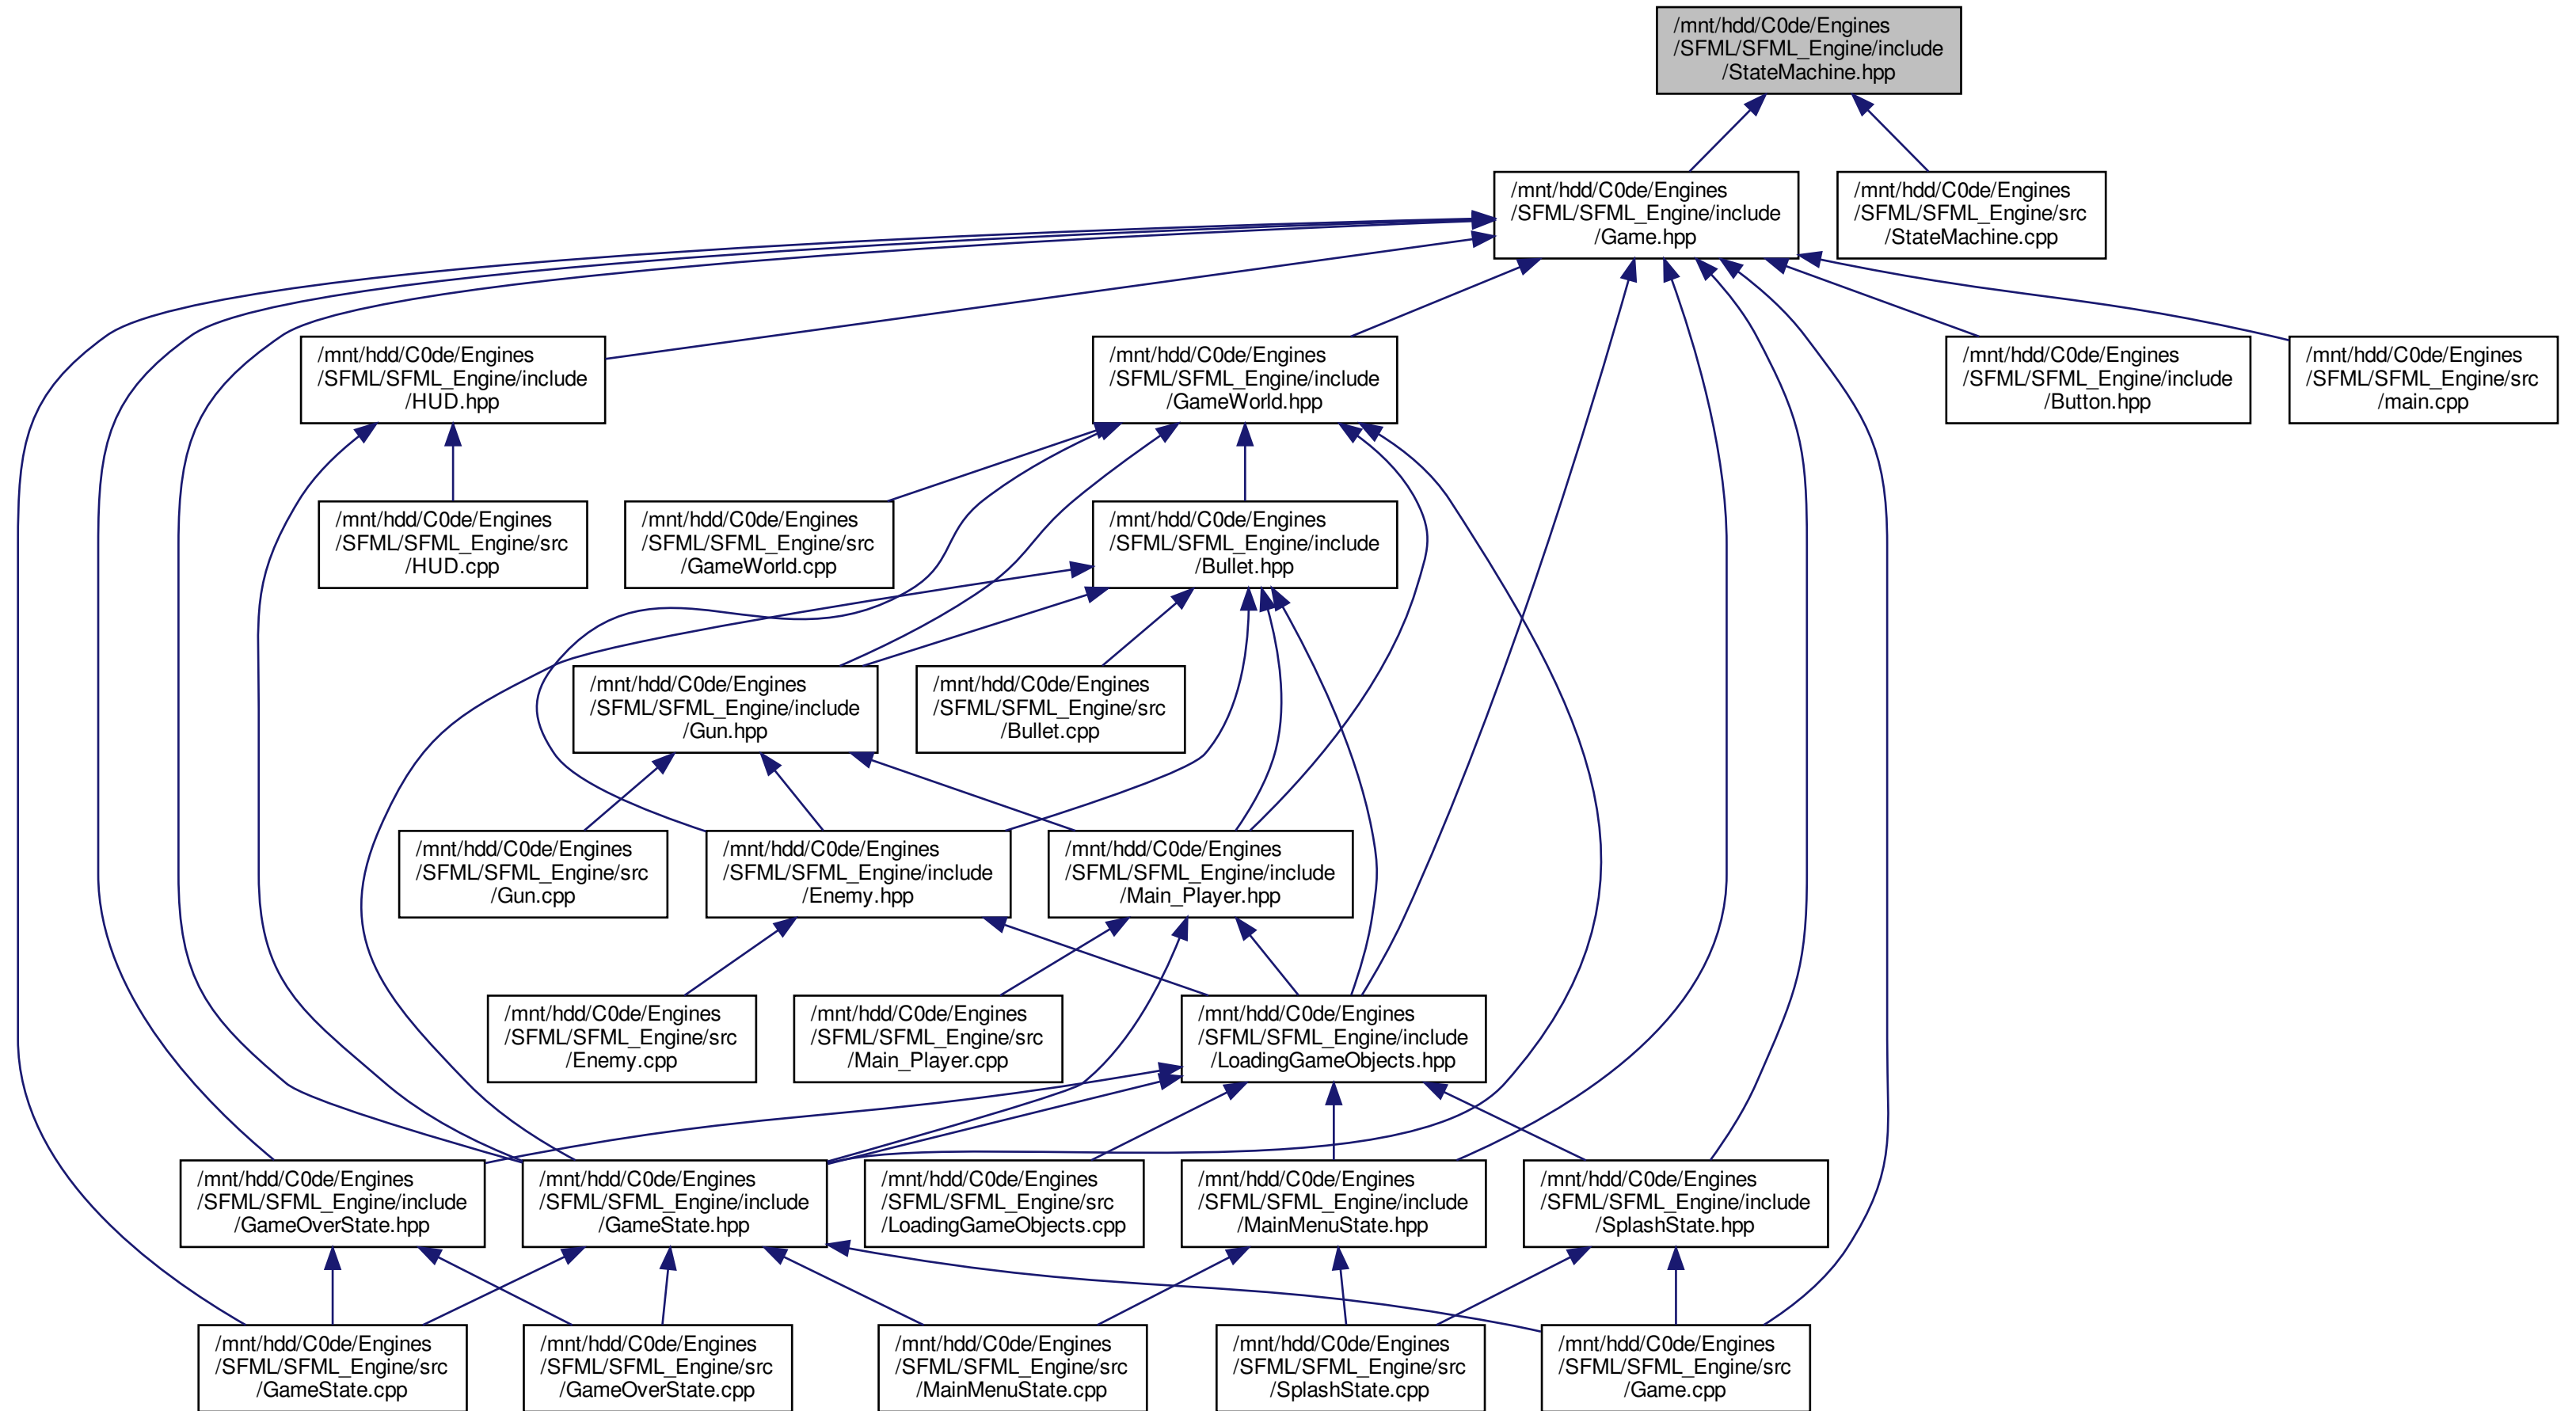 /mnt/hdd/C0de/Engines
/SFML/SFML_Engine/include
/StateMachine.hpp
/mnt/hdd/C0de/Engines
/SFML/SFML_Engine/include
/Game.hpp
/mnt/hdd/C0de/Engines
/SFML/SFML_Engine/src
/StateMachine.cpp
/mnt/hdd/C0de/Engines
/SFML/SFML_Engine/include
/HUD.hpp
/mnt/hdd/C0de/Engines
/SFML/SFML_Engine/include
/GameWorld.hpp
/mnt/hdd/C0de/Engines
/SFML/SFML_Engine/include
/Button.hpp
/mnt/hdd/C0de/Engines
/SFML/SFML_Engine/src
/main.cpp
/mnt/hdd/C0de/Engines
/SFML/SFML_Engine/src
/HUD.cpp
/mnt/hdd/C0de/Engines
/SFML/SFML_Engine/src
/GameWorld.cpp
/mnt/hdd/C0de/Engines
/SFML/SFML_Engine/include
/Bullet.hpp
/mnt/hdd/C0de/Engines
/SFML/SFML_Engine/include
/Gun.hpp
/mnt/hdd/C0de/Engines
/SFML/SFML_Engine/src
/Bullet.cpp
/mnt/hdd/C0de/Engines
/SFML/SFML_Engine/src
/Gun.cpp
/mnt/hdd/C0de/Engines
/SFML/SFML_Engine/include
/Enemy.hpp
/mnt/hdd/C0de/Engines
/SFML/SFML_Engine/include
/Main_Player.hpp
/mnt/hdd/C0de/Engines
/SFML/SFML_Engine/src
/Enemy.cpp
/mnt/hdd/C0de/Engines
/SFML/SFML_Engine/src
/Main_Player.cpp
/mnt/hdd/C0de/Engines
/SFML/SFML_Engine/include
/LoadingGameObjects.hpp
/mnt/hdd/C0de/Engines
/SFML/SFML_Engine/include
/GameOverState.hpp
/mnt/hdd/C0de/Engines
/SFML/SFML_Engine/include
/GameState.hpp
/mnt/hdd/C0de/Engines
/SFML/SFML_Engine/src
/LoadingGameObjects.cpp
/mnt/hdd/C0de/Engines
/SFML/SFML_Engine/include
/MainMenuState.hpp
/mnt/hdd/C0de/Engines
/SFML/SFML_Engine/include
/SplashState.hpp
/mnt/hdd/C0de/Engines
/SFML/SFML_Engine/src
/GameState.cpp
/mnt/hdd/C0de/Engines
/SFML/SFML_Engine/src
/GameOverState.cpp
/mnt/hdd/C0de/Engines
/SFML/SFML_Engine/src
/MainMenuState.cpp
/mnt/hdd/C0de/Engines
/SFML/SFML_Engine/src
/SplashState.cpp
/mnt/hdd/C0de/Engines
/SFML/SFML_Engine/src
/Game.cpp